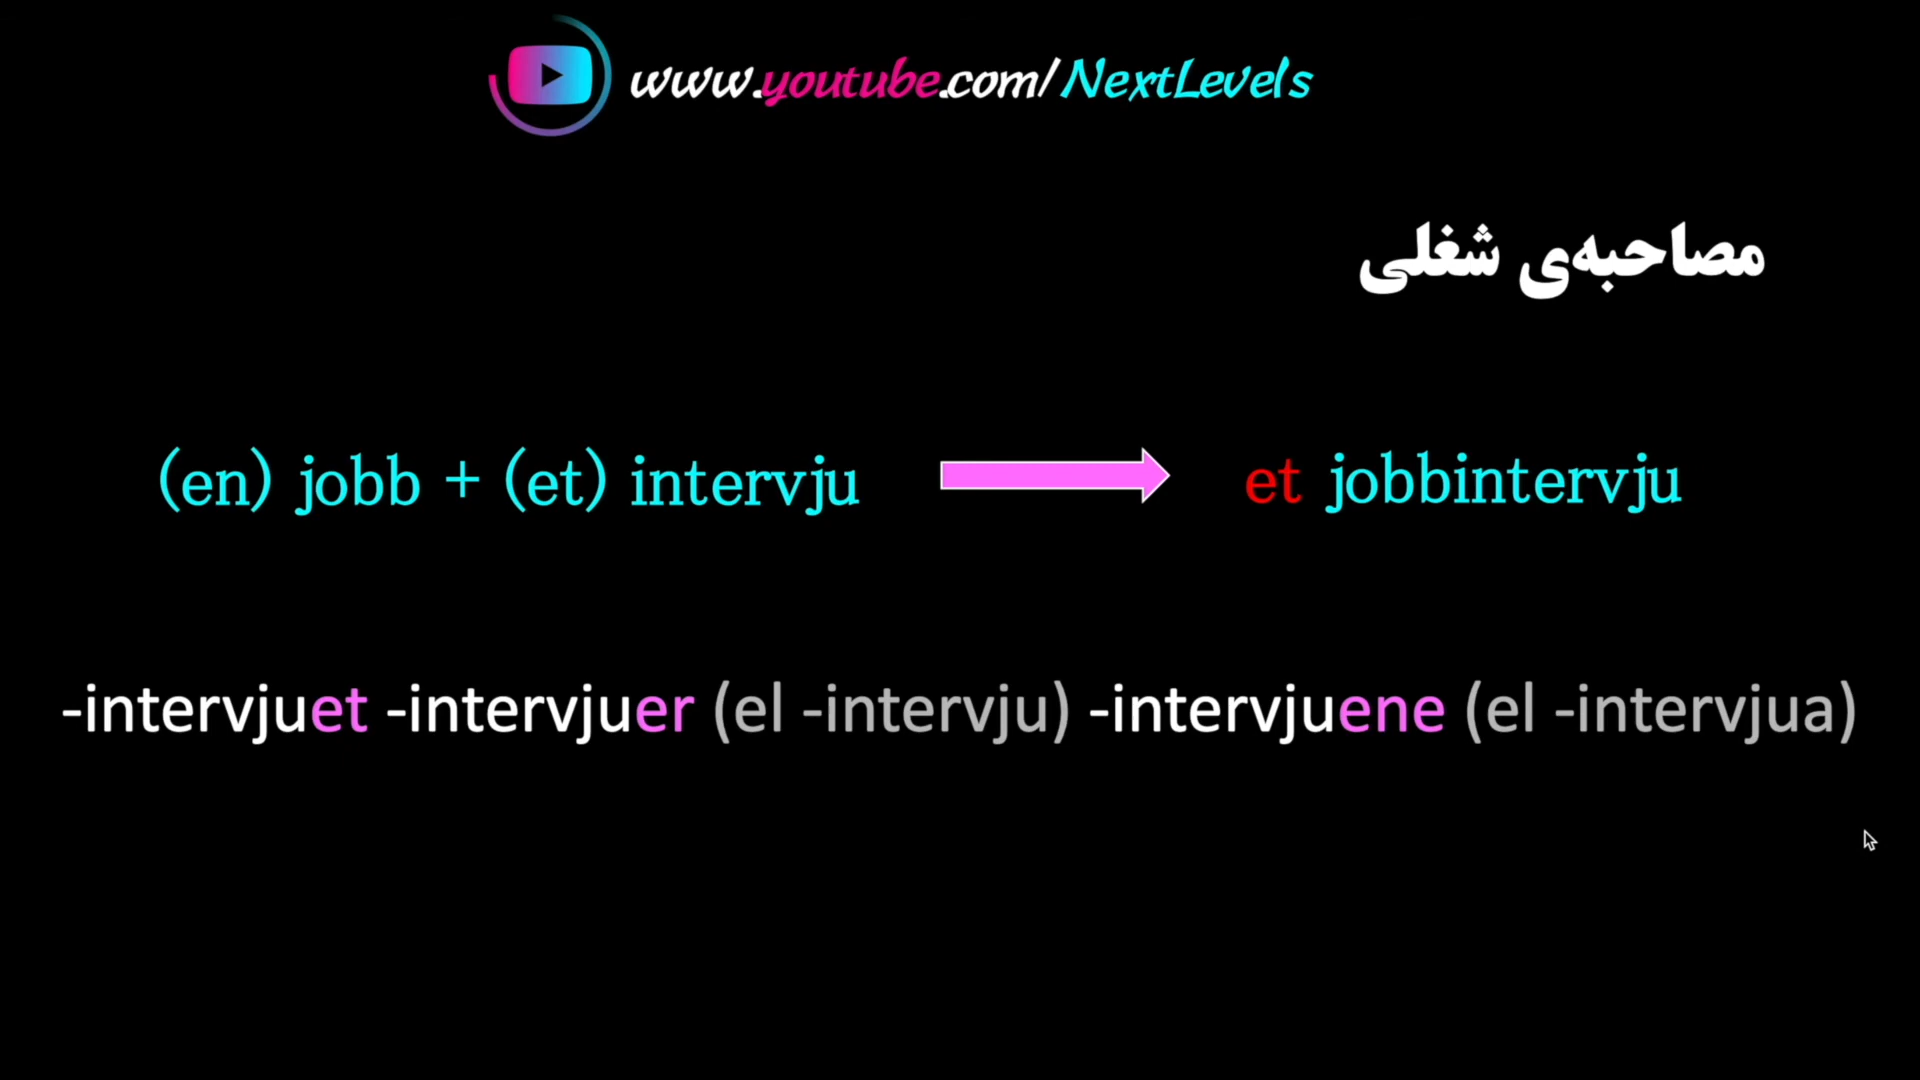 www.youtube.com/NextLevels
مصاحبه‌ی شغلی
(en) jobb + (et) intervju et jobbintervju
-intervjuet -intervjuer (el -intervju) -intervjuene (el -intervjua)